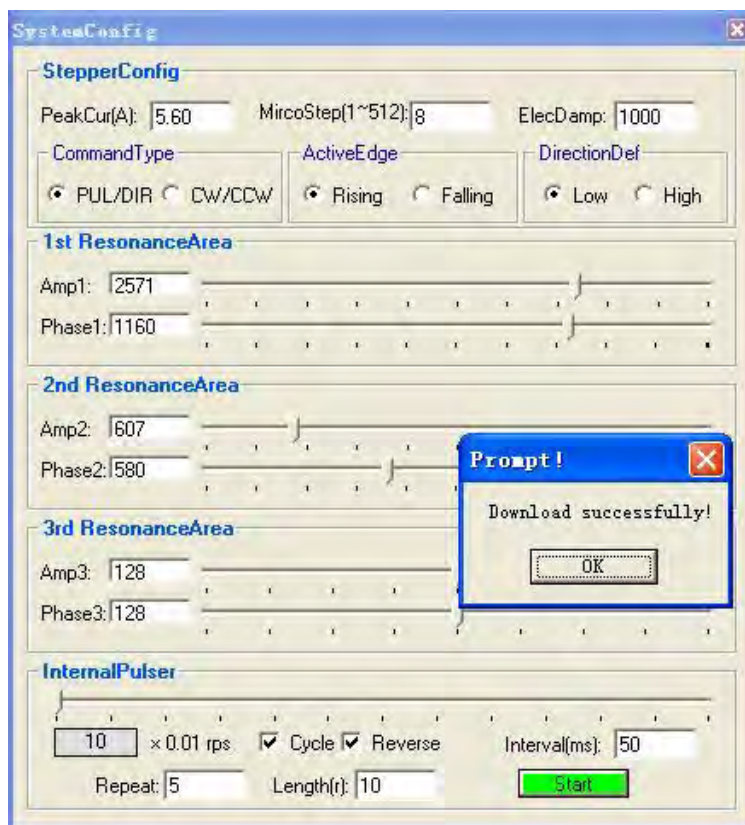 SystemConfig
StepperConfig
PeakCur(A): 5.60 MircoStep(1~512): 8 ElecDamp: 1000
CommandType ActiveEdge DirectionDef
PUL/DIR CW/CCW Rising Falling Low High
1st ResonanceArea
Amp1: 2571
Phase1: 1160
2nd ResonanceArea
Amp2: 607
Phase2: 580
Prompt!
Download successfully!
OK
3rd ResonanceArea
Amp3: 128
Phase3: 128
InternalPulser
10 × 0.01 rps Cycle Reverse Interval(ms): 50
Repeat: 5 Length(r): 10 Start